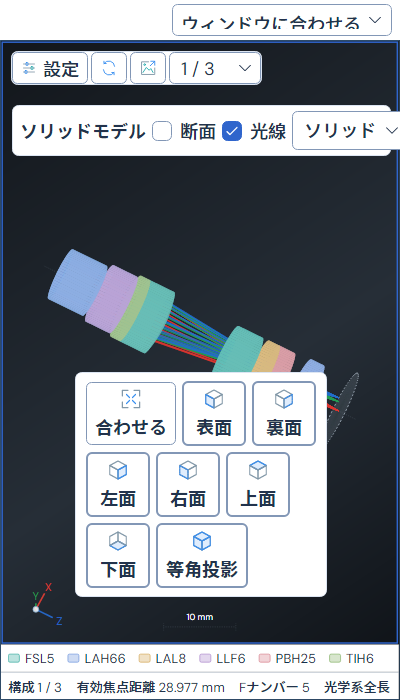 ウィンドウに合わせる
設定 1 / 3
ソリッドモデル 断面 光線 ソリッド
合わせる 表面 裏面
左面 右面 上面
下面 等角投影
Y X Z
10 mm
FSL5 LAH66 LAL8 LLF6 PBH25 TIH6
構成 1 / 3 有効焦点距離 28.977 mm Fナンバー 5 光学系全長